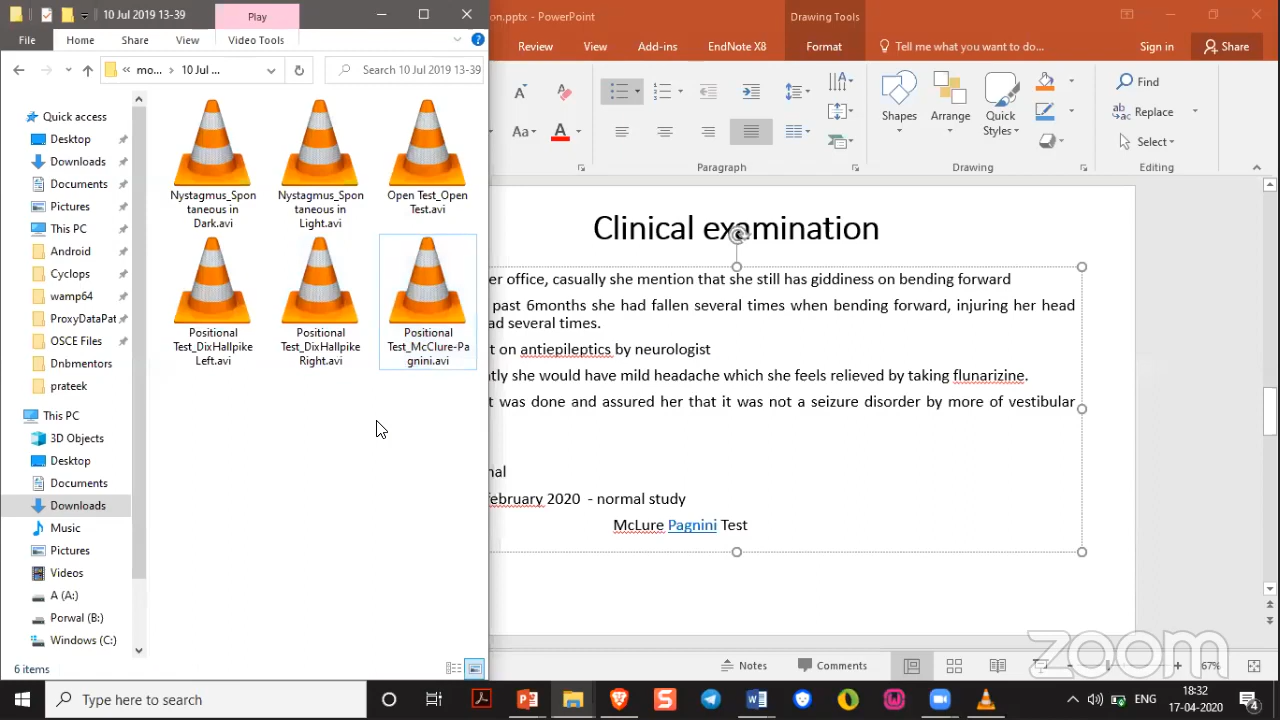 10 Jul 2019 13-39
Play
File
Home
Share
View
Video Tools
mo...
10 Jul ...
Search 10 Jul 2019 13-39
Quick access
Desktop
Downloads
Documents
Pictures
This PC
Android
Cyclops
wamp64
ProxyDataPat
OSCE Files
Dnbmentors
prateek
This PC
3D Objects
Desktop
Documents
Downloads
Music
Pictures
Videos
A (A:)
Porwal (B:)
Windows (C:)
Nystagmus_Spon
taneous in
Dark.avi
Nystagmus_Spon
taneous in
Light.avi
Open Test_Open
Test.avi
Positional
Test_DixHallpike
Left.avi
Positional
Test_DixHallpike
Right.avi
Positional
Test_McClure-Pa
gnini.avi
6 items
on.pptx - PowerPoint
Drawing Tools
Review
View
Add-ins
EndNote X8
Format
Tell me what you want to do...
Sign in
Share
Aa
A
Paragraph
Shapes
Arrange
Quick
Styles
Drawing
Find
Replace
Select
Editing
Clinical examination
er office, casually she mention that she still has giddiness on bending forward
past 6months she had fallen several times when bending forward, injuring her head
ad several times.
t on antiepileptics by neurologist
tly she would have mild headache which she feels relieved by taking flunarizine.
t was done and assured her that it was not a seizure disorder by more of vestibular
nal
february 2020 - normal study
McLure Pagnini Test
zoom
Notes
Comments
67%
Type here to search
ENG
18:32
17-04-2020
4